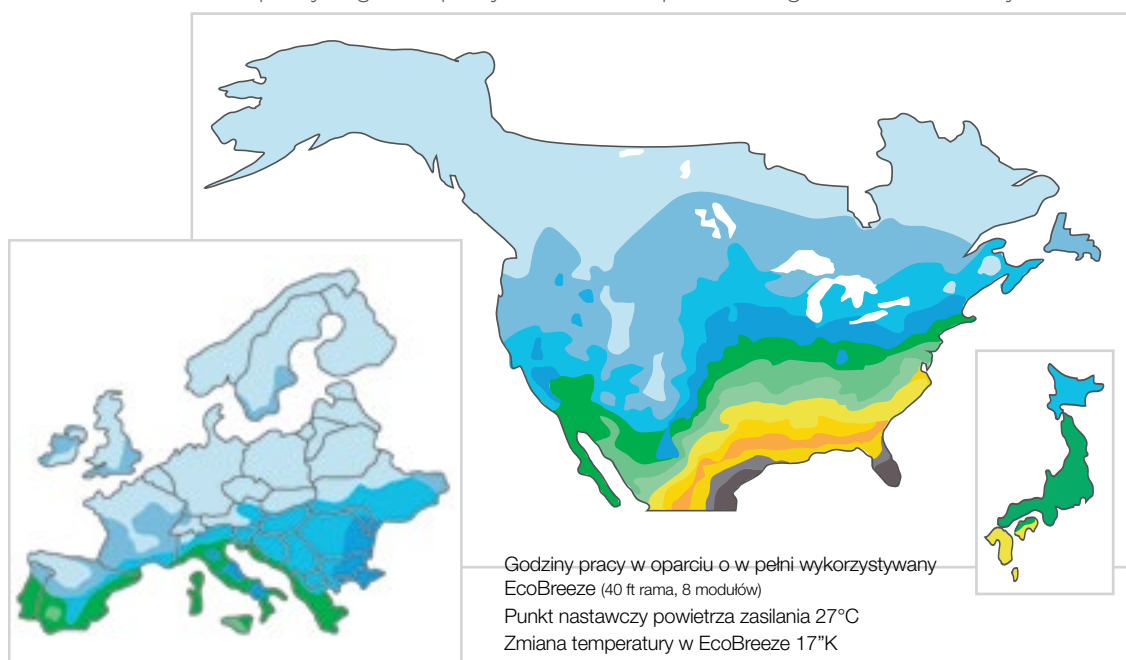 Godziny pracy w oparciu o w pełni wykorzystywany
EcoBreeze (40 ft rama, 8 modułów)
Punkt nastawczy powietrza zasilania 27°C
Zmiana temperatury w EcoBreeze 17”K